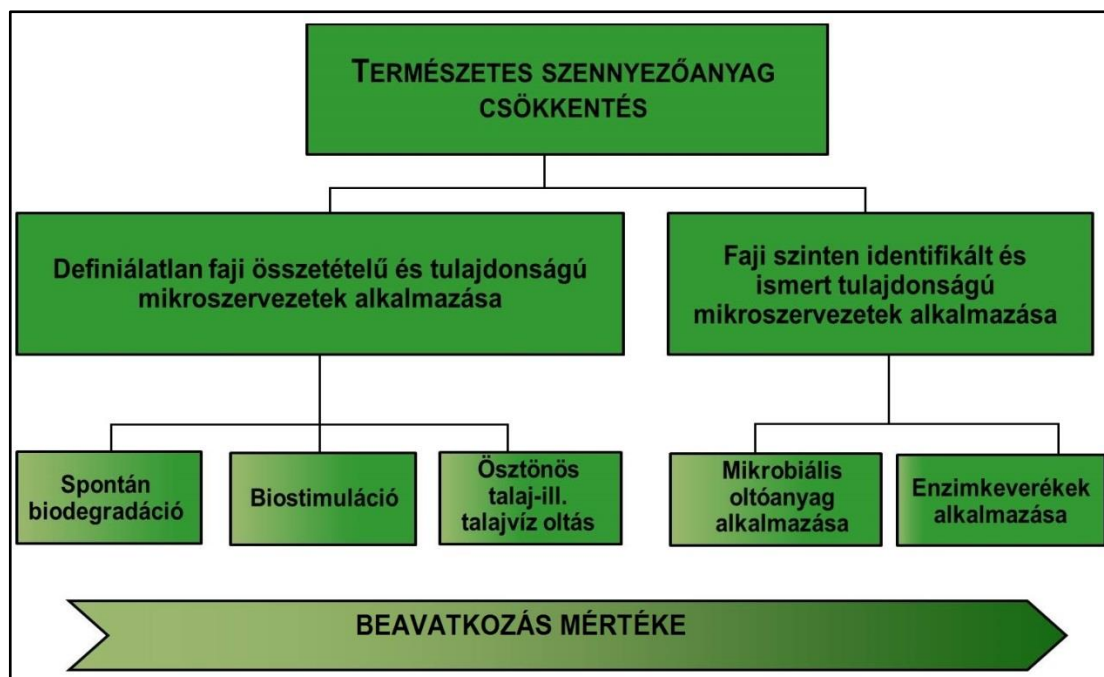 TERMÉSZETES SZENNYEZŐANYAG
CSÖKKENTÉS
Definiálatlan faji összetételű és tulajdonságú
mikroszervezetek alkalmazása
Faji szinten identifikált és
ismert tulajdonságú
mikroszervezetek alkalmazása
Spontán
biodegradáció
Biostimuláció
Ösztönös
talaj-ill.
talajvíz oltás
Mikrobiális
oltóanyag
alkalmazása
Enzimkeverékek
alkalmazása
BEAVATKOZÁS MÉRTÉKE